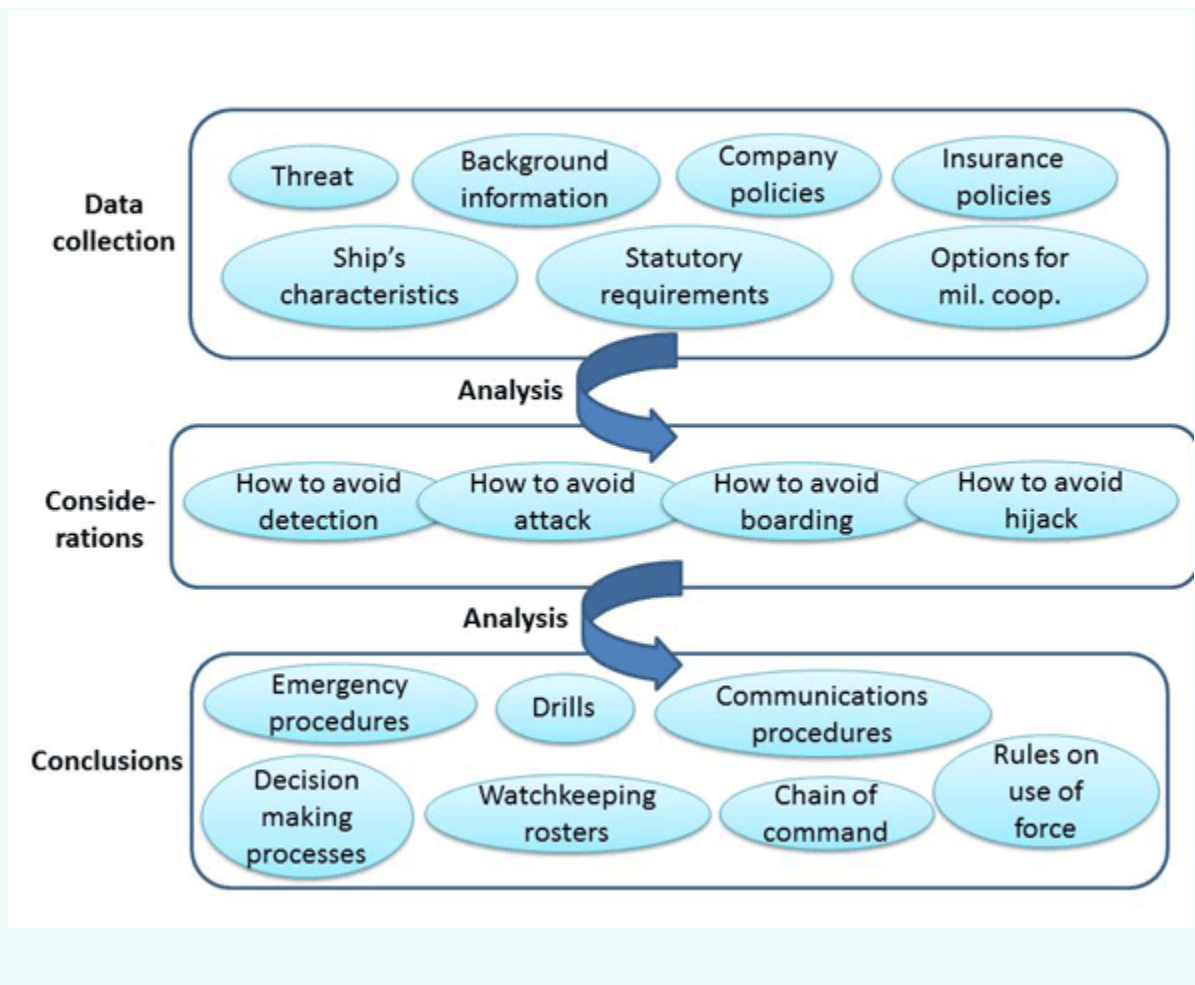 Data
collection
Threat
Background
information
Company
policies
Insurance
policies
Ship's
characteristics
Statutory
requirements
Options for
mil. coop.
Analysis
Conside-
rations
How to avoid
detection
How to avoid
attack
How to avoid
boarding
How to avoid
hijack
Analysis
Conclusions
Emergency
procedures
Drills
Communications
procedures
Decision
making
processes
Watchkeeping
rosters
Chain of
command
Rules on
use of
force